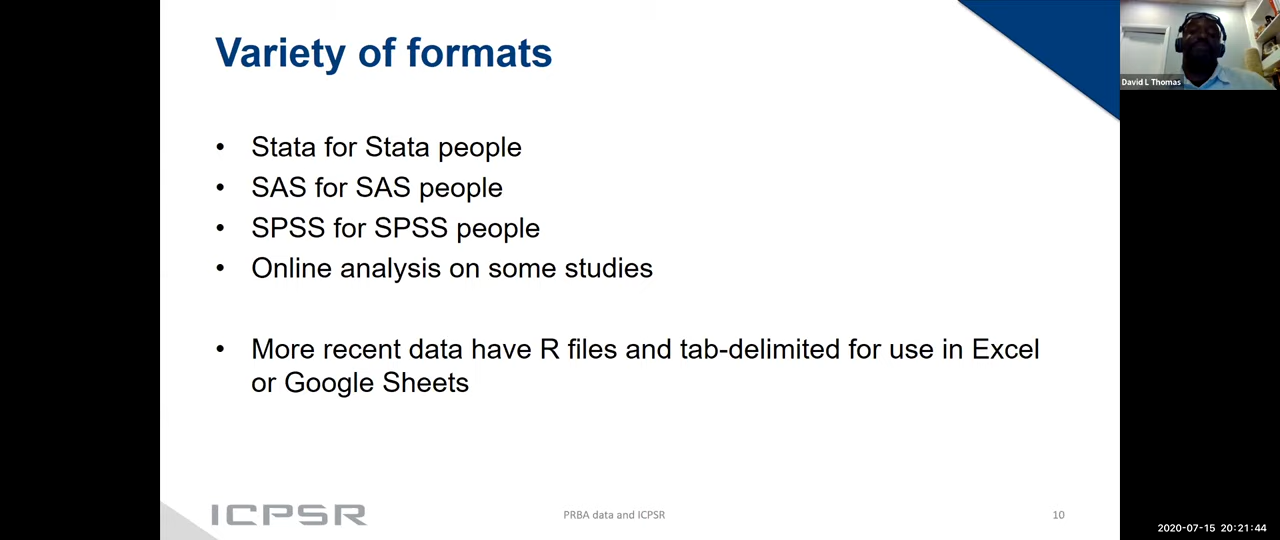 Variety of formats
David L Thomas
• Stata for Stata people
• SAS for SAS people
• SPSS for SPSS people
• Online analysis on some studies
• More recent data have R files and tab-delimited for use in Excel
or Google Sheets
ICPSR
PRBA data and ICPSR
10
2020-07-15 20:21:44